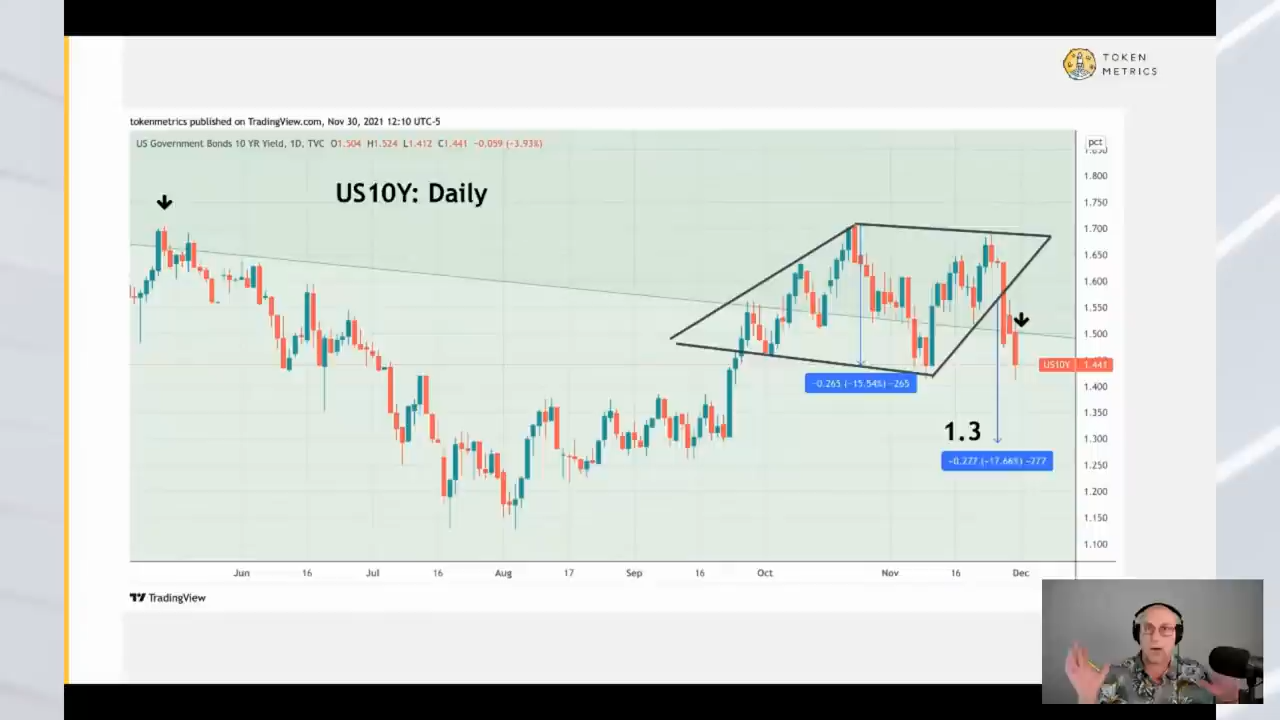 TOKEN
METRICS
tokenmetrics published on TradingView.com, Nov 30, 2021 12:10 UTC-5
US Government Bonds 10 YR Yield, 1D, TVC O1.504 H1.524 L1.412 C1.441 −0.059 (−3.93%)
pct
1.850
1.800
US10Y: Daily
1.750
1.700
1.650
1.600
1.550
1.500
US10Y 1.441
−0.265 (−15.54%) −265
1.400
1.350
1.3
1.300
−0.277 (−17.66%) −277
1.250
1.200
1.150
1.100
Jun 16 Jul 16 Aug 17 Sep 16 Oct Nov 16 Dec
TradingView